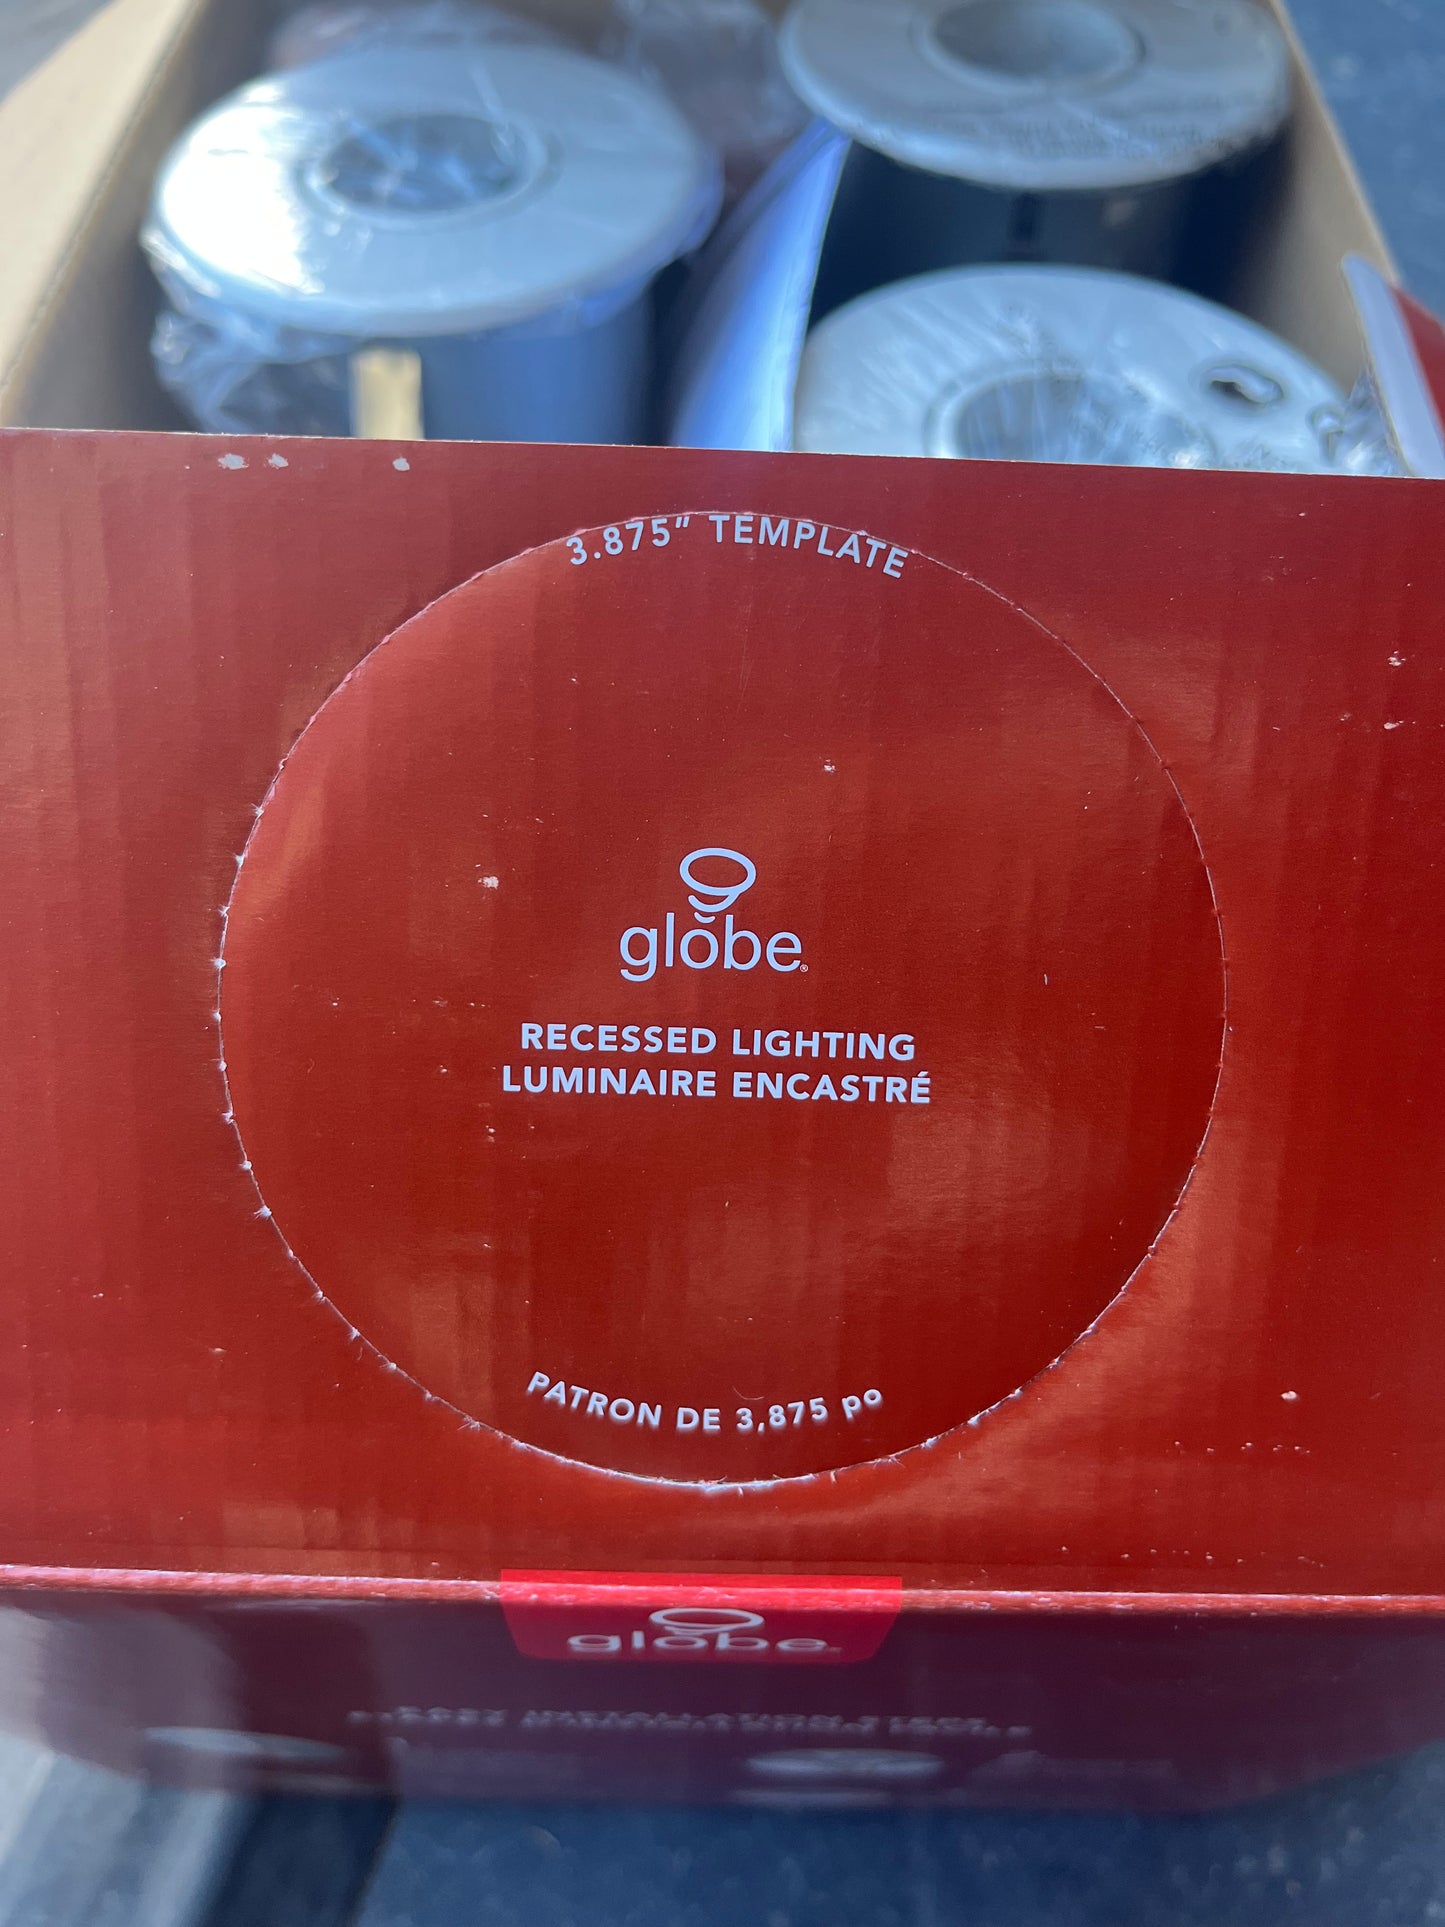 3.875" TEMPLATE
globe®
RECESSED LIGHTING
LUMINAIRE ENCASTRÉ
PATRON DE 3,875 po
globe